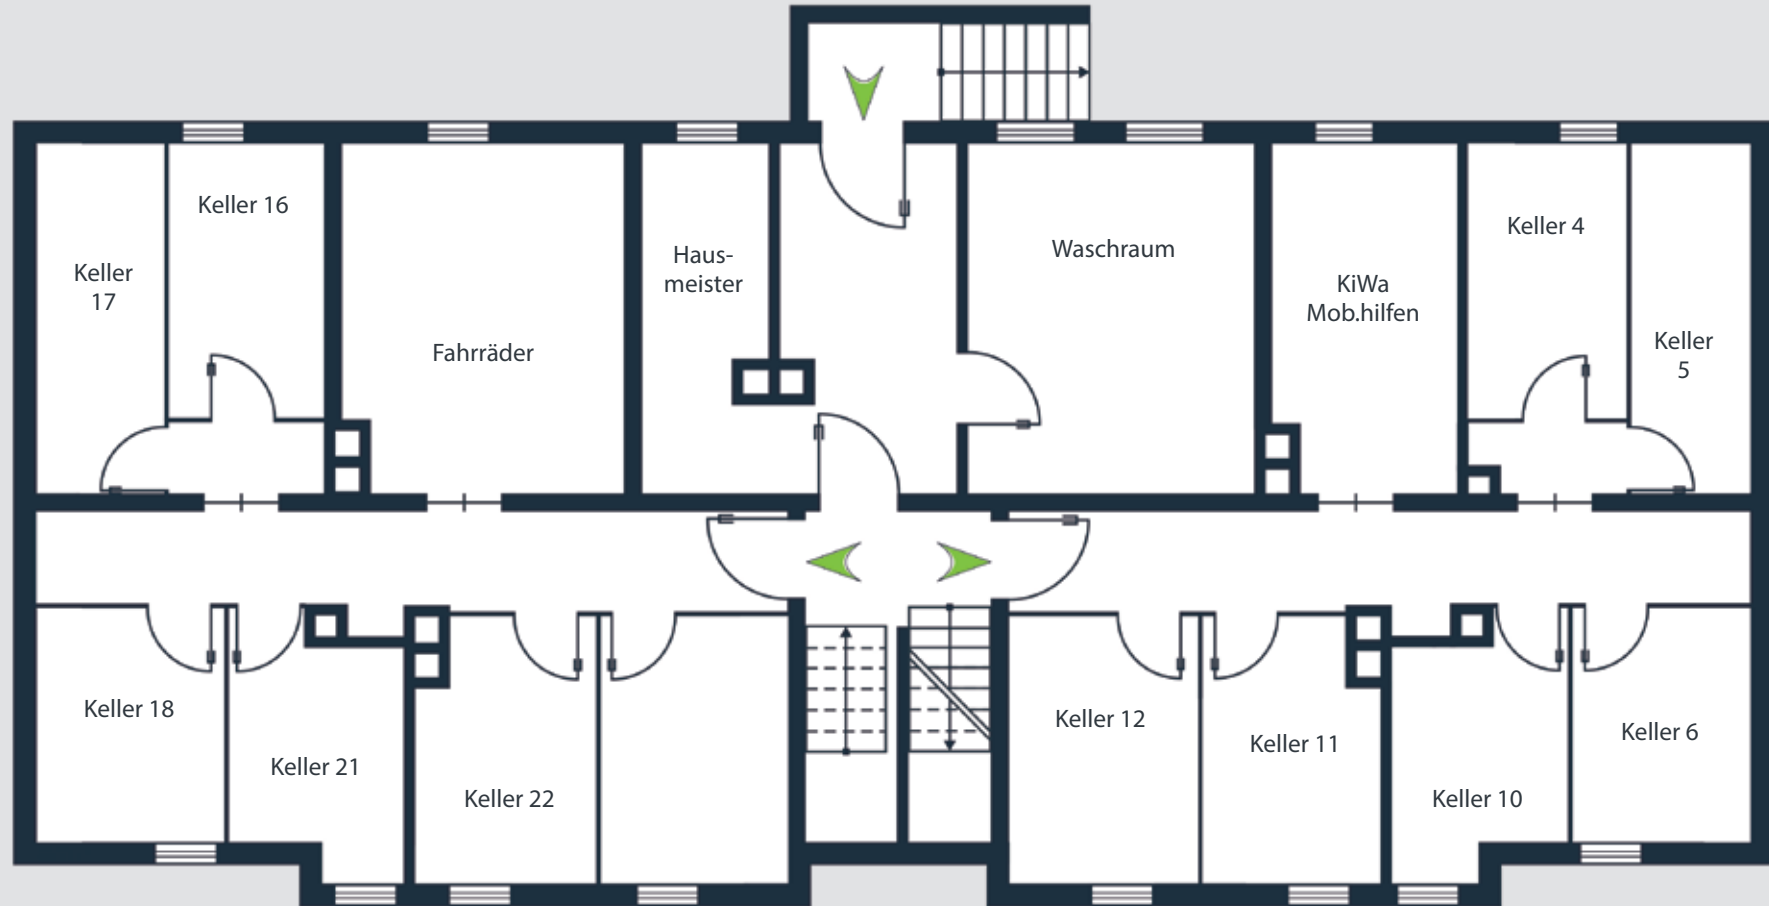 Keller 16
Keller
17
Fahrräder
Haus-
meister
Waschraum
KiWa
Mob.hilfen
Keller 4
Keller
5
Keller 18
Keller 21
Keller 22
Keller 12
Keller 11
Keller 10
Keller 6